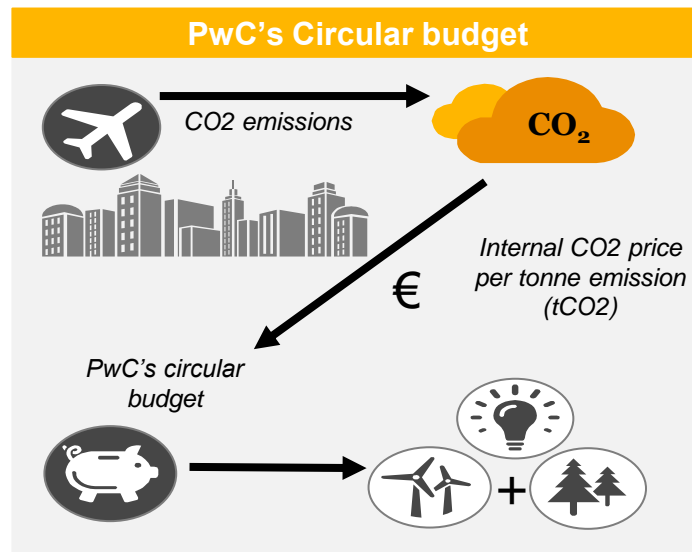 PwC's Circular budget
CO2 emissions
CO₂
Internal CO2 price
per tonne emission
(tCO2)
€
PwC's circular
budget
+